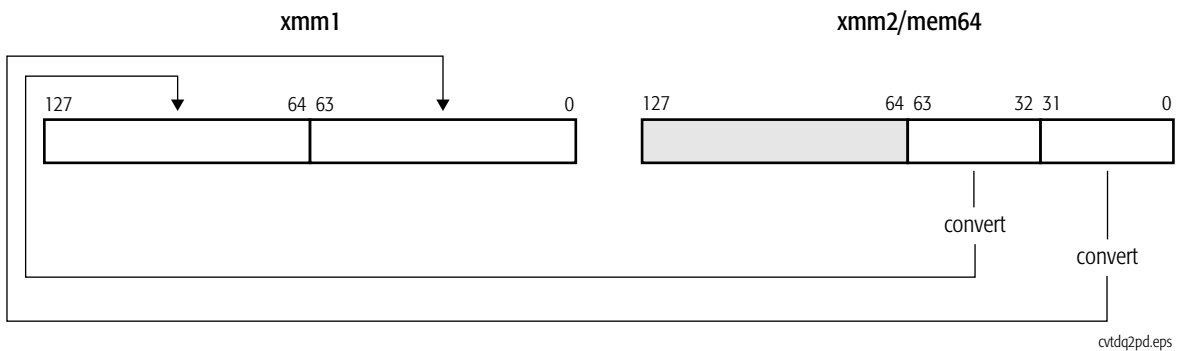 xmm1
xmm2/mem64
127 64 63 0
127 64 63 32 31 0
convert
convert
cvtdq2pd.eps